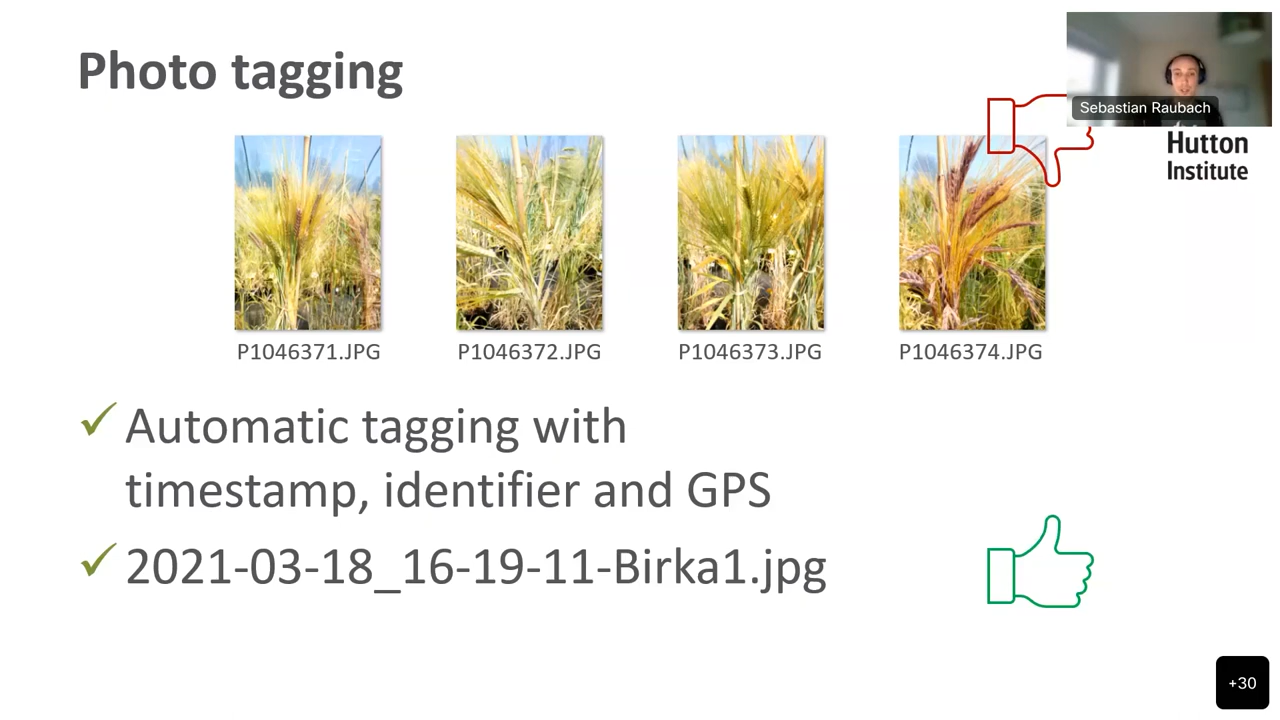 Photo tagging
Sebastian Raubach
Hutton
Institute
P1046371.JPG
P1046372.JPG
P1046373.JPG
P1046374.JPG
Automatic tagging with
timestamp, identifier and GPS
2021-03-18_16-19-11-Birka1.jpg
+30